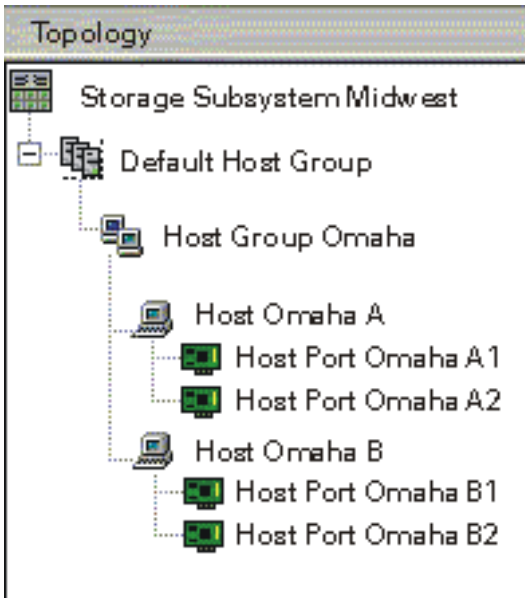 Topology
Storage Subsystem Midwest
Default Host Group
Host Group Omaha
Host Omaha A
Host Port Omaha A1
Host Port Omaha A2
Host Omaha B
Host Port Omaha B1
Host Port Omaha B2